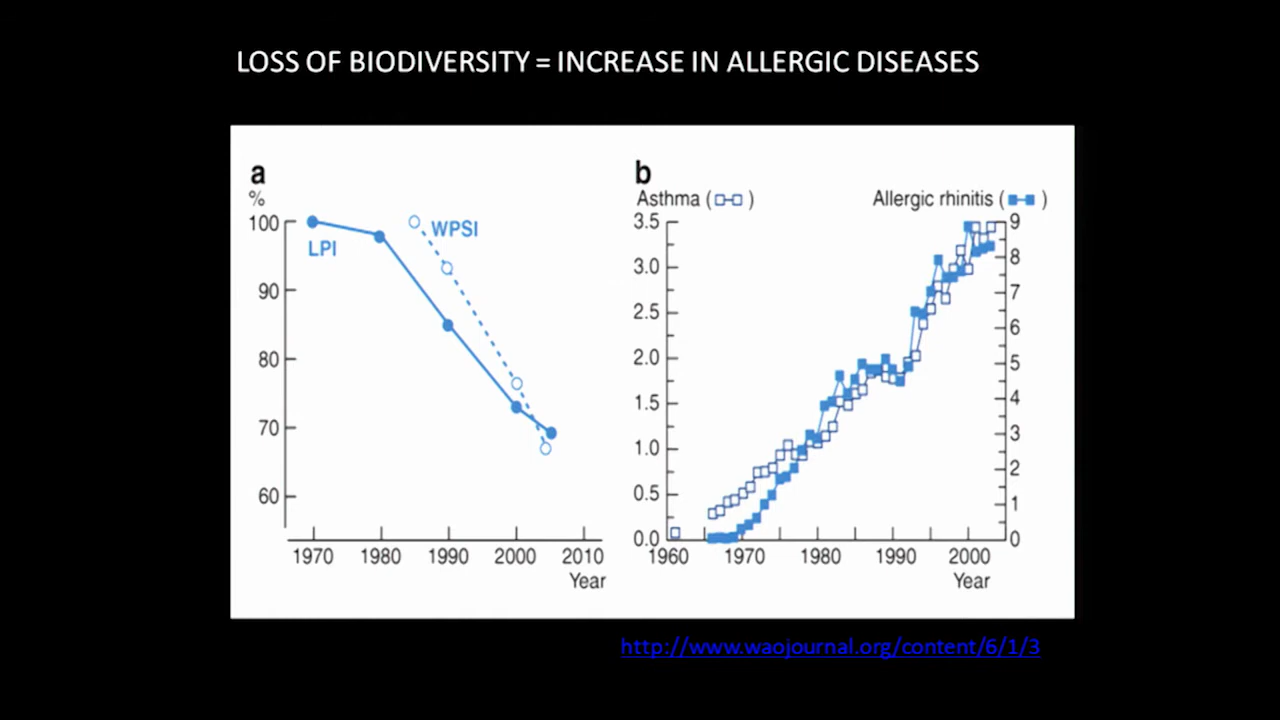 LOSS OF BIODIVERSITY = INCREASE IN ALLERGIC DISEASES
a
%
100
90
80
70
60
LPI
WPSI
1970 1980 1990 2000 2010
Year
b
Asthma ( )
Allergic rhinitis ( )
3.5
3.0
2.5
2.0
1.5
1.0
0.5
0.0
9
8
7
6
5
4
3
2
1
0
1960 1970 1980 1990 2000
Year
http://www.waojournal.org/content/6/1/3